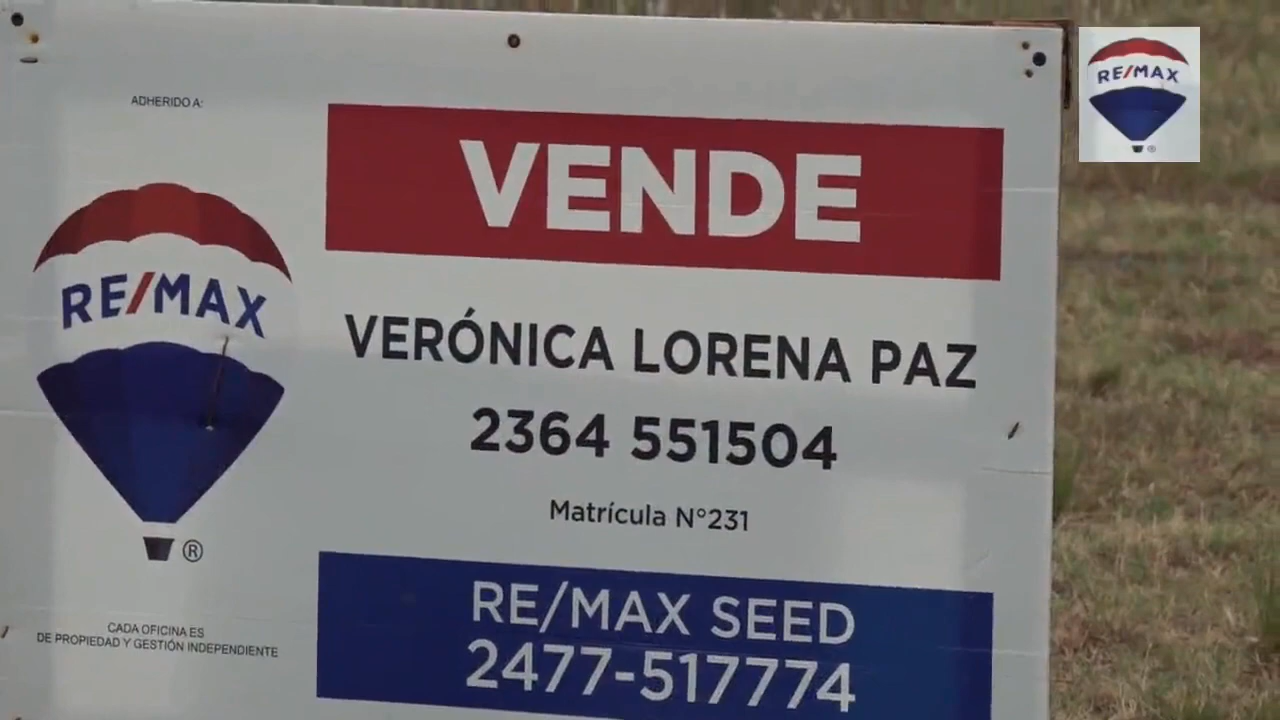 ADHERIDO A:
VENDE
RE/MAX
VERÓNICA LORENA PAZ
2364 551504
Matrícula N°231
®
RE/MAX SEED
2477-517774
CADA OFICINA ES
DE PROPIEDAD Y GESTIÓN INDEPENDIENTE
RE/MAX
®